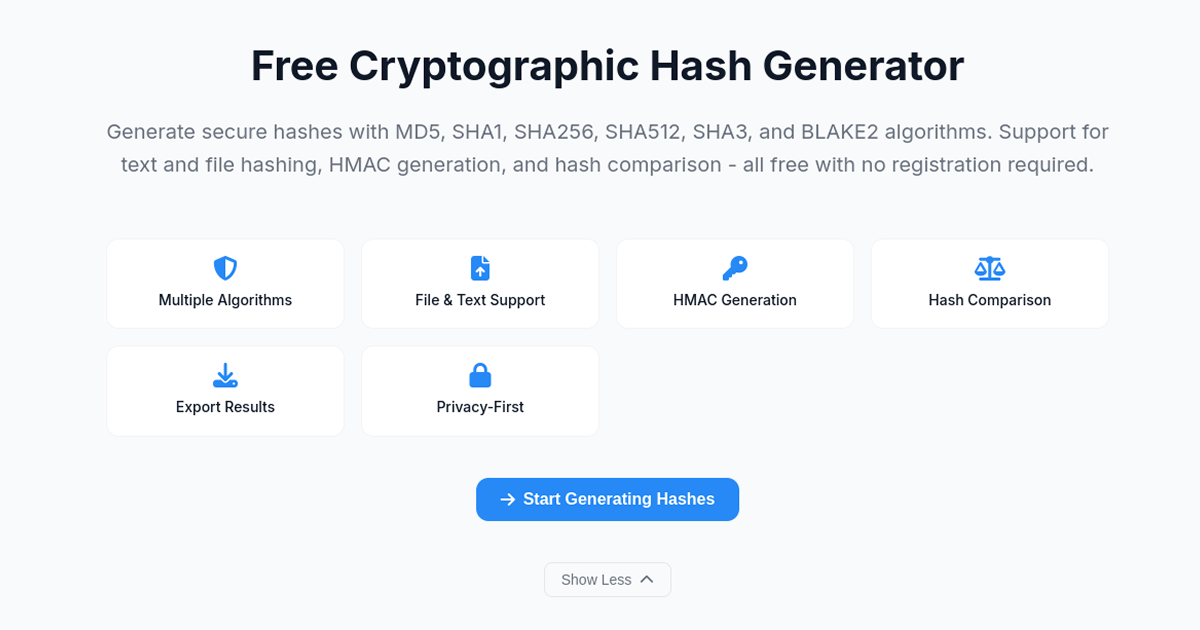 Free Cryptographic Hash Generator
Generate secure hashes with MD5, SHA1, SHA256, SHA512, SHA3, and BLAKE2 algorithms. Support for
text and file hashing, HMAC generation, and hash comparison - all free with no registration required.
Multiple Algorithms
File & Text Support
HMAC Generation
Hash Comparison
Export Results
Privacy-First
Start Generating Hashes
Show Less